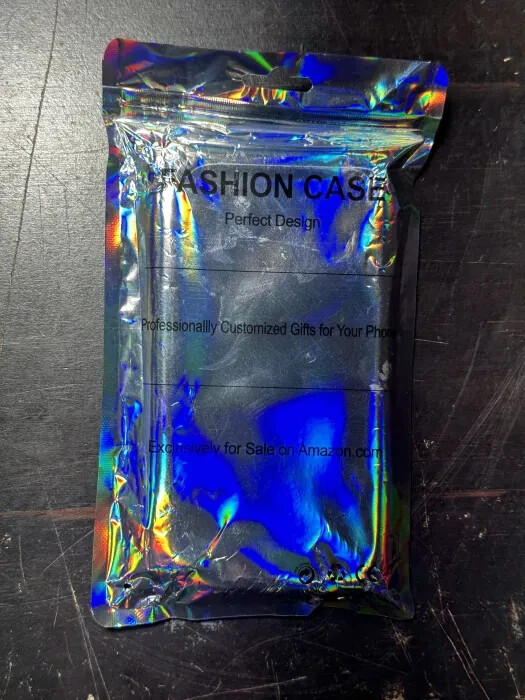 FASHION CASE
Perfect Design
Professionallly Customized Gifts for Your Phone
Exclusively for Sale on Amazon.com